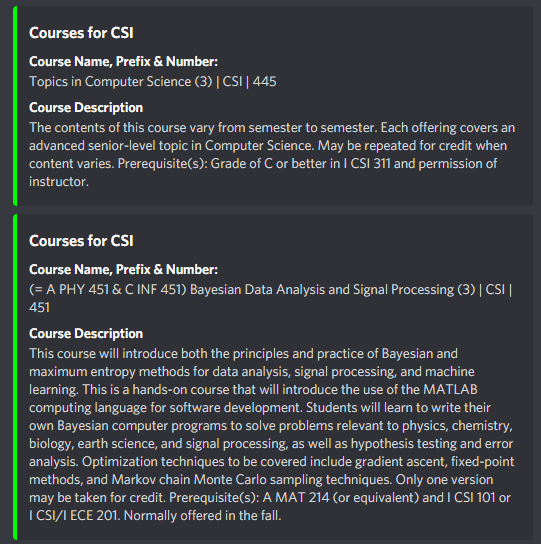 Courses for CSI
Course Name, Prefix & Number:
Topics in Computer Science (3) | CSI | 445
Course Description
The contents of this course vary from semester to semester. Each offering covers an
advanced senior-level topic in Computer Science. May be repeated for credit when
content varies. Prerequisite(s): Grade of C or better in I CSI 311 and permission of
instructor.
Courses for CSI
Course Name, Prefix & Number:
(= A PHY 451 & C INF 451) Bayesian Data Analysis and Signal Processing (3) | CSI |
451
Course Description
This course will introduce both the principles and practice of Bayesian and
maximum entropy methods for data analysis, signal processing, and machine
learning. This is a hands-on course that will introduce the use of the MATLAB
computing language for software development. Students will learn to write their
own Bayesian computer programs to solve problems relevant to physics, chemistry,
biology, earth science, and signal processing, as well as hypothesis testing and error
analysis. Optimization techniques to be covered include gradient ascent, fixed-point
methods, and Markov chain Monte Carlo sampling techniques. Only one version
may be taken for credit. Prerequisite(s): A MAT 214 (or equivalent) and I CSI 101 or
I CSI/I ECE 201. Normally offered in the fall.